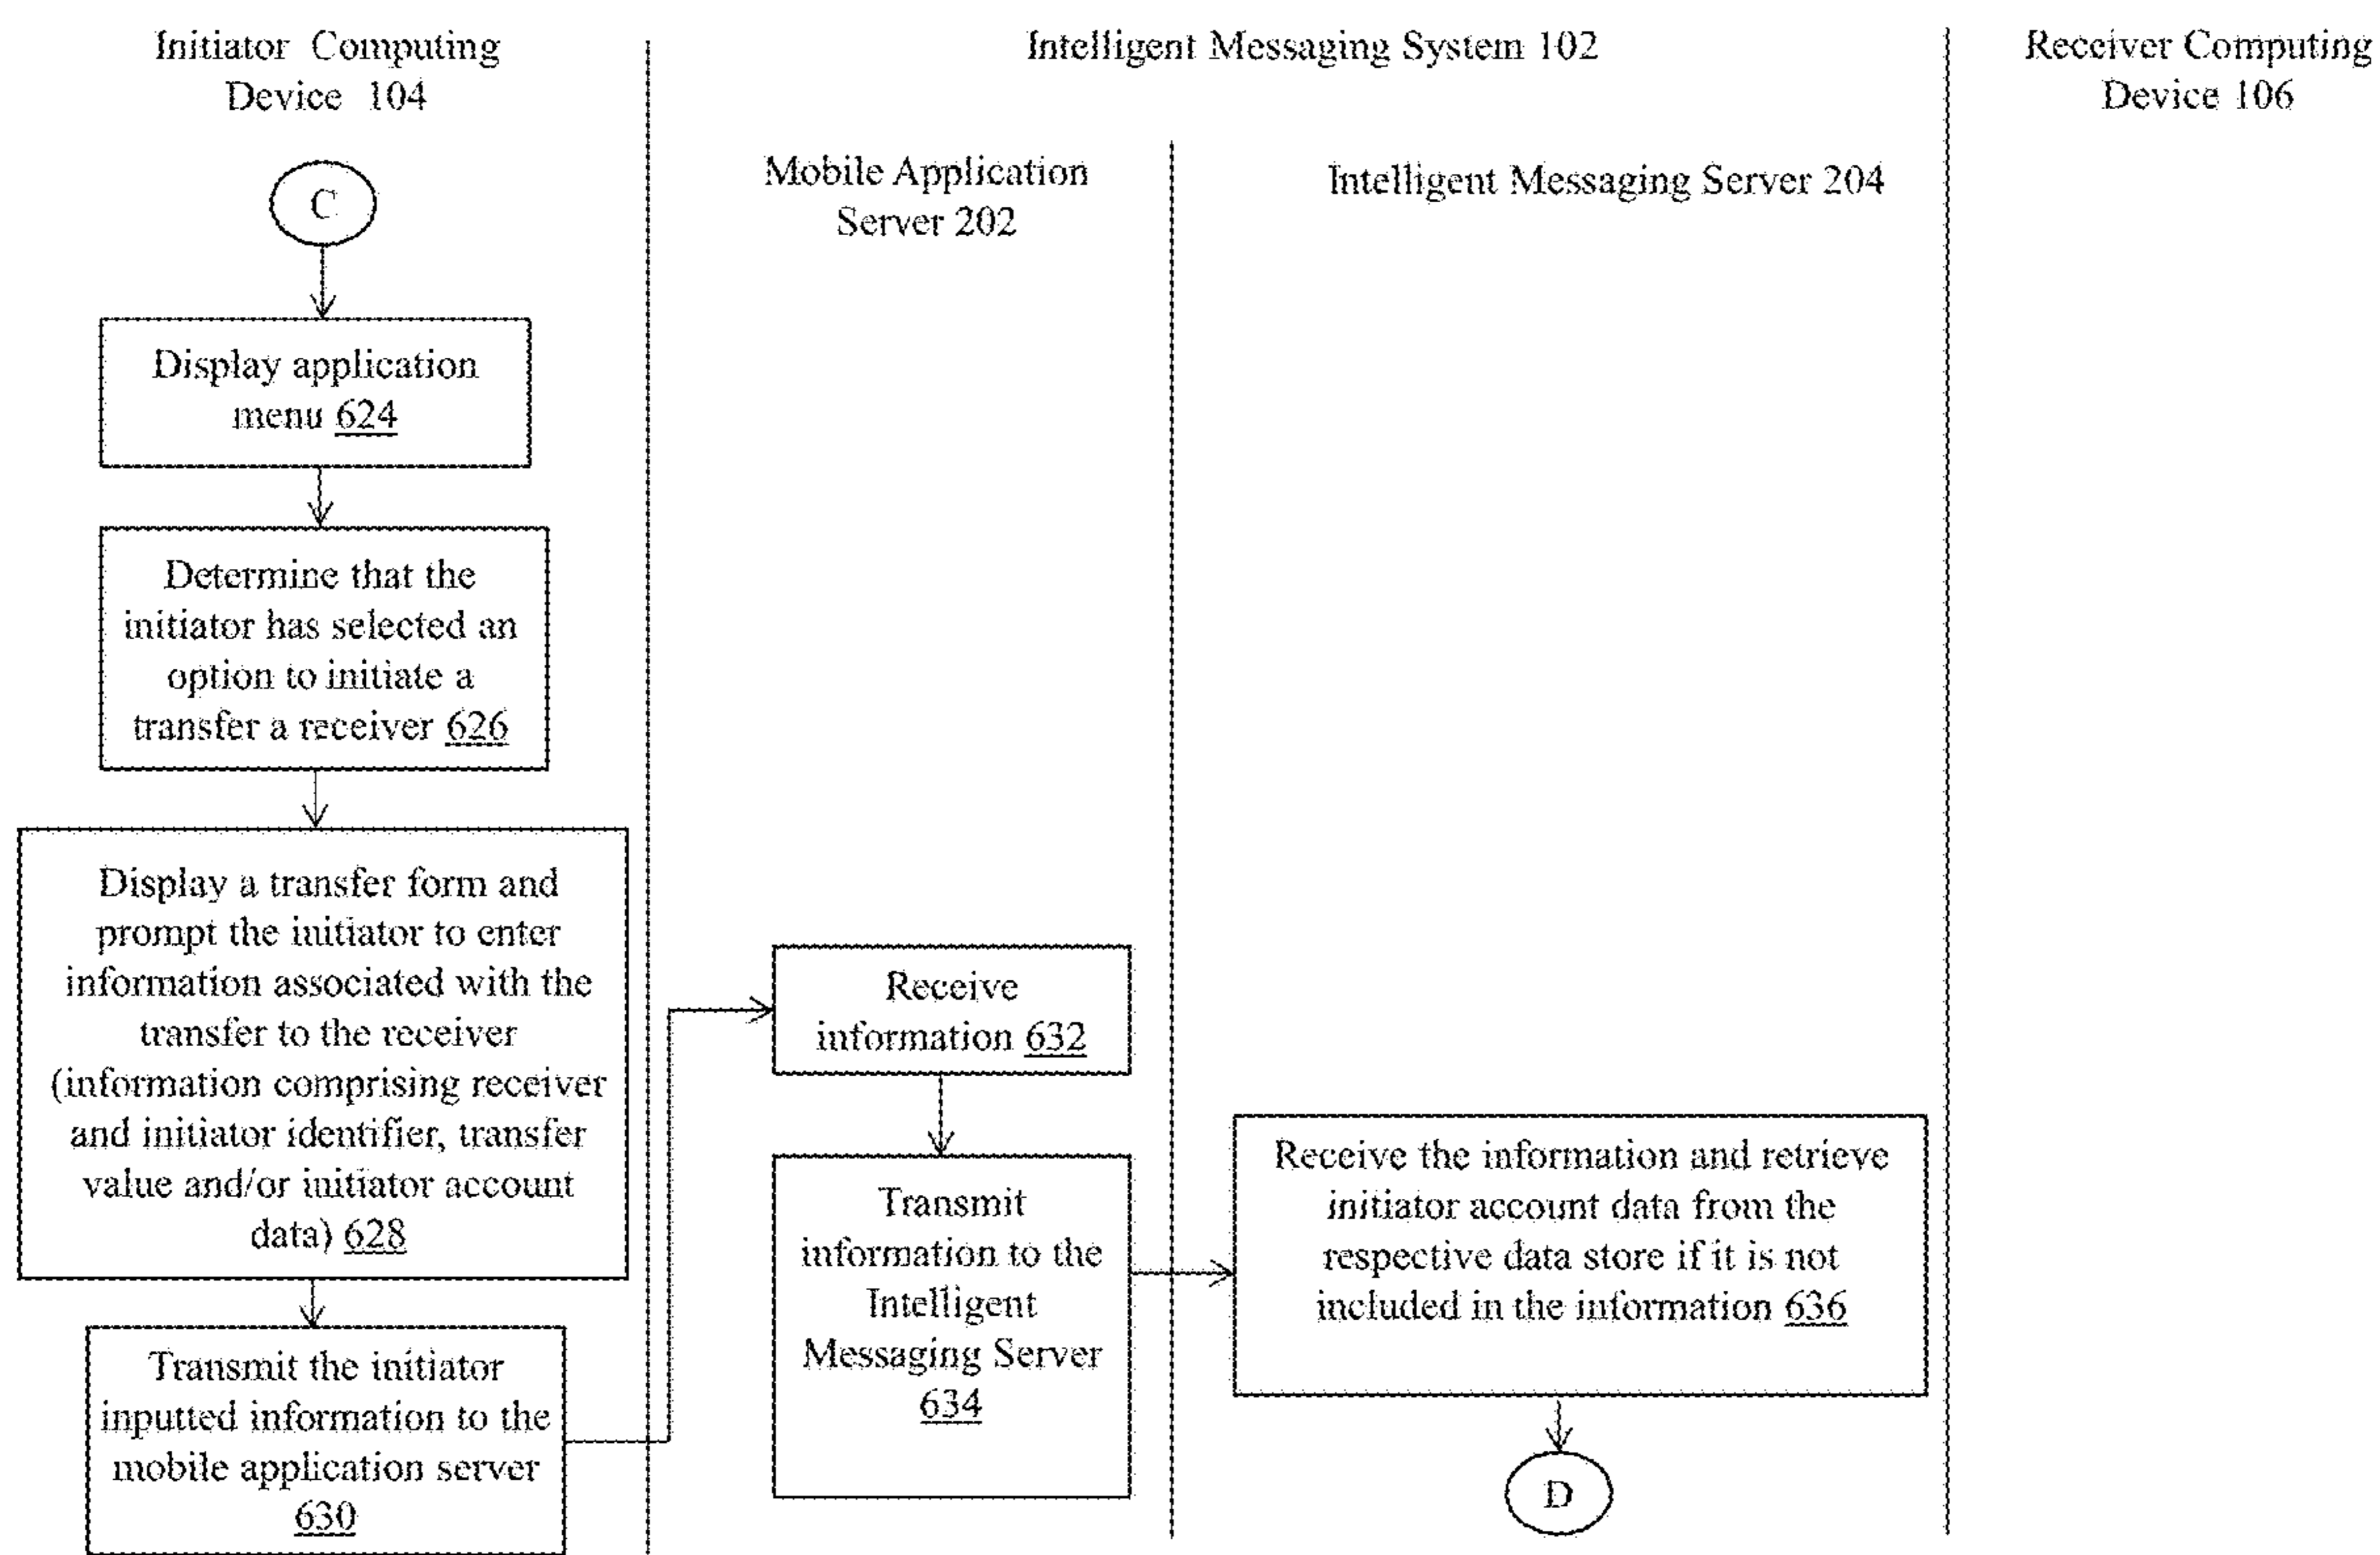 Initiator Computing
Device 104
Intelligent Messaging System 102
Receiver Computing
Device 106
Mobile Application
Server 202
Intelligent Messaging Server 204
C
Display application
menu 624
Determine that the
initiator has selected an
option to initiate a
transfer a receiver 626
Display a transfer form and
prompt the initiator to enter
information associated with the
transfer to the receiver
(information comprising receiver
and initiator identifier, transfer
value and/or initiator account
data) 628
Transmit the initiator
inputted information to the
mobile application server
630
Receive
information 632
Transmit
information to the
Intelligent
Messaging Server
634
Receive the information and retrieve
initiator account data from the
respective data store if it is not
included in the information 636
D